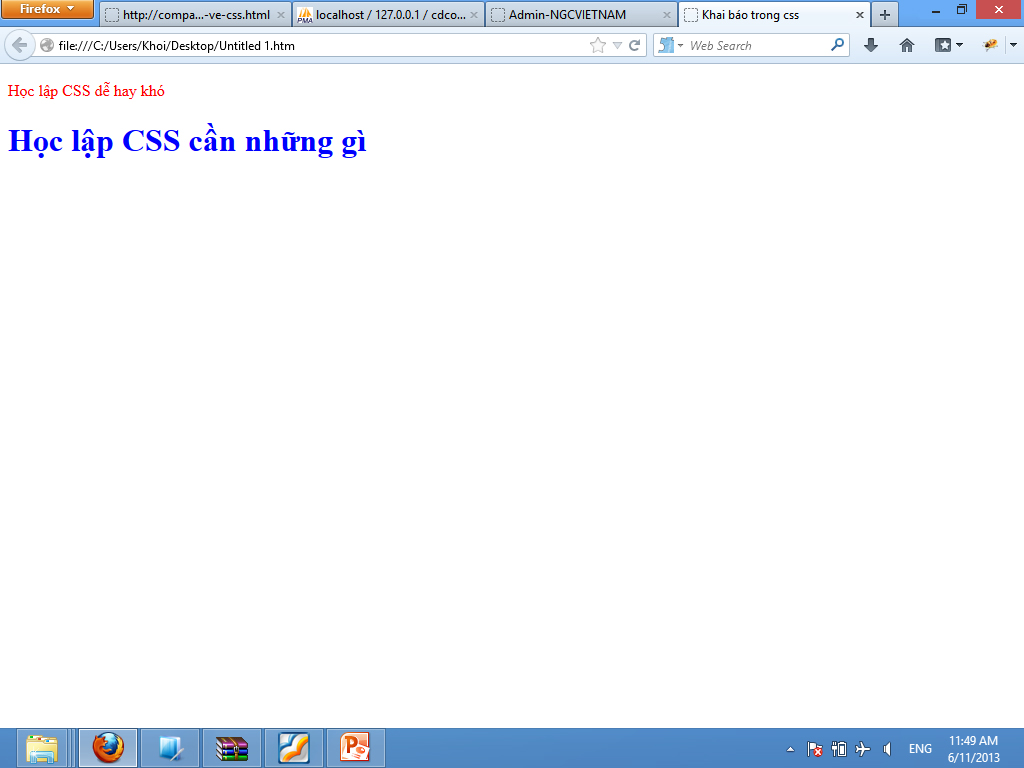 Firefox
http://compa...-ve-css.html
localhost / 127.0.0.1 / cdco...
Admin-NGCVIETNAM
Khai báo trong css
file:///C:/Users/Khoi/Desktop/Untitled 1.htm
Web Search
Học lập CSS dễ hay khó
Học lập CSS cần những gì
ENG
11:49 AM
6/11/2013